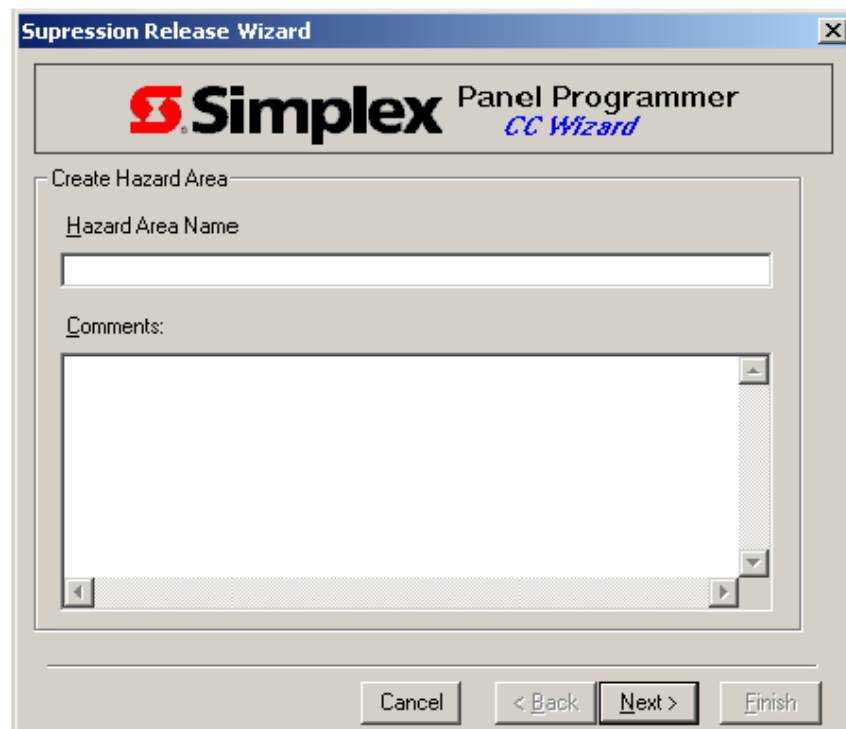 Supression Release Wizard
Simplex Panel Programmer
CC Wizard
Create Hazard Area
Hazard Area Name
Comments:
Cancel < Back Next > Finish